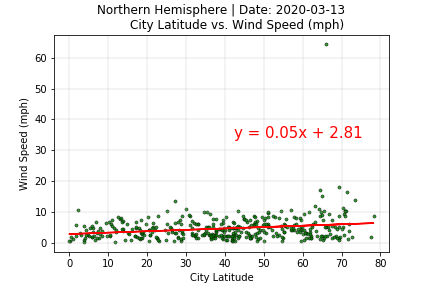 Northern Hemisphere | Date: 2020-03-13
City Latitude vs. Wind Speed (mph)
60
50
40
30
20
10
0
Wind Speed (mph)
y = 0.05x + 2.81
0 10 20 30 40 50 60 70 80
City Latitude